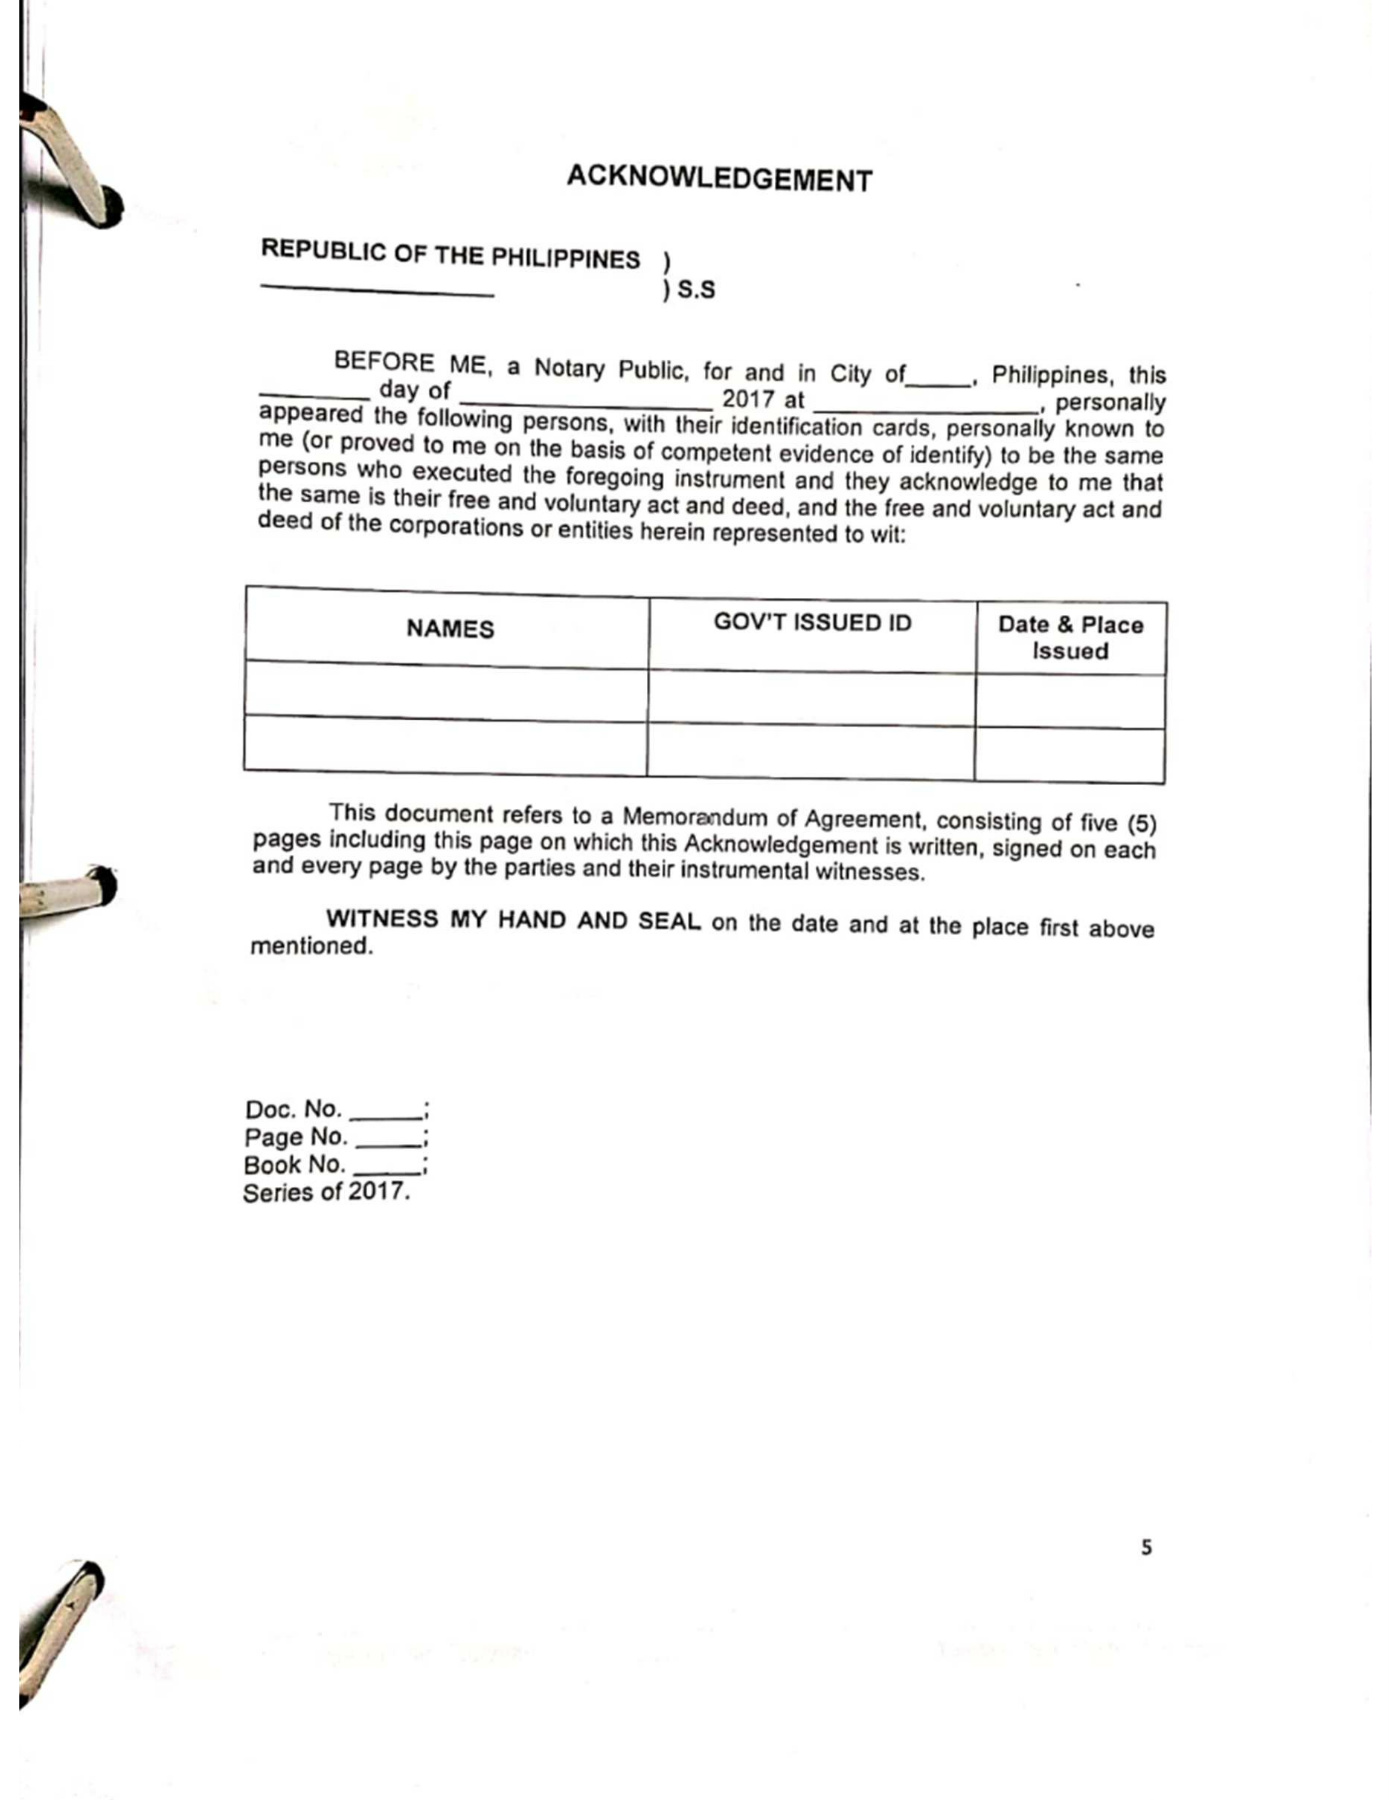 ACKNOWLEDGEMENT
REPUBLIC OF THE PHILIPPINES )
____________________ ) S.S
BEFORE ME, a Notary Public, for and in City of_____, Philippines, this
_________ day of ____________________ 2017 at __________________, personally
appeared the following persons, with their identification cards, personally known to
me (or proved to me on the basis of competent evidence of identify) to be the same
persons who executed the foregoing instrument and they acknowledge to me that
the same is their free and voluntary act and deed, and the free and voluntary act and
deed of the corporations or entities herein represented to wit:
NAMES GOV'T ISSUED ID Date & Place
Issued
This document refers to a Memorandum of Agreement, consisting of five (5)
pages including this page on which this Acknowledgement is written, signed on each
and every page by the parties and their instrumental witnesses.
WITNESS MY HAND AND SEAL on the date and at the place first above
mentioned.
Doc. No. ______;
Page No. _____;
Book No. _____;
Series of 2017.
5